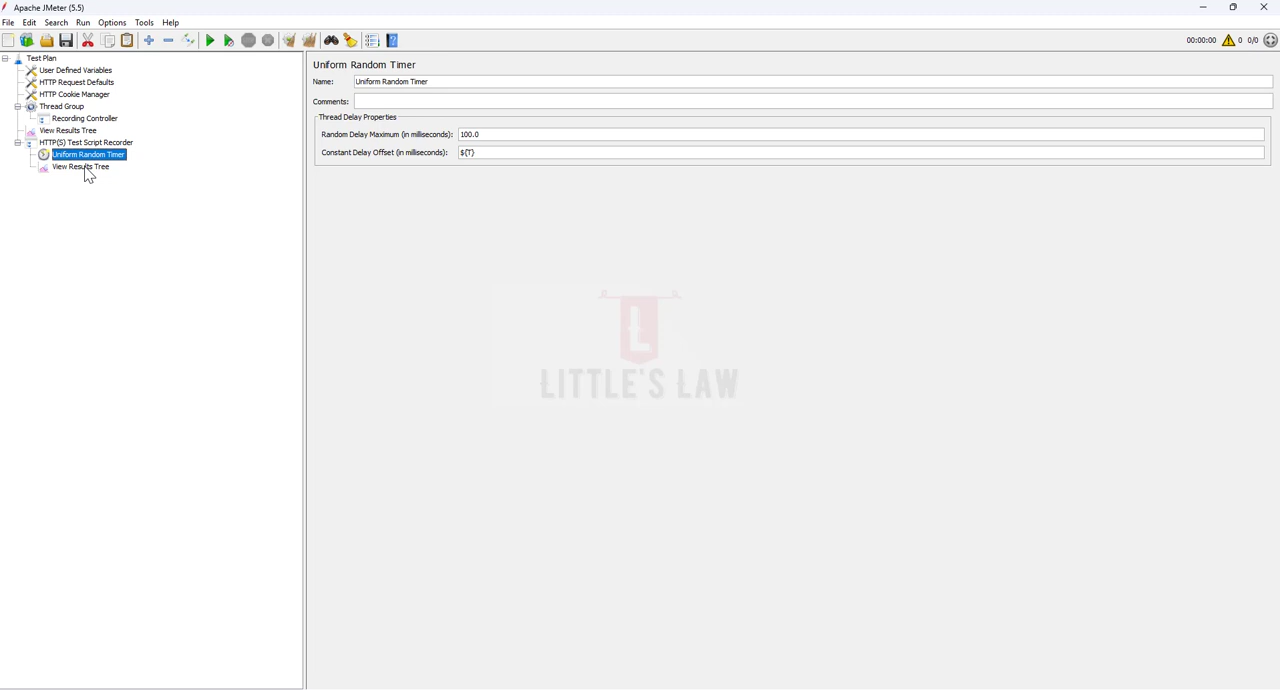 Apache JMeter (5.5)
File Edit Search Run Options Tools Help
00:00:00 0 0/0
Test Plan
User Defined Variables
HTTP Request Defaults
HTTP Cookie Manager
Thread Group
Recording Controller
View Results Tree
HTTP(S) Test Script Recorder
Uniform Random Timer
View Results Tree
Uniform Random Timer
Name: Uniform Random Timer
Comments:
Thread Delay Properties
Random Delay Maximum (in milliseconds): 100.0
Constant Delay Offset (in milliseconds): ${T}
L
LITTLE'S LAW